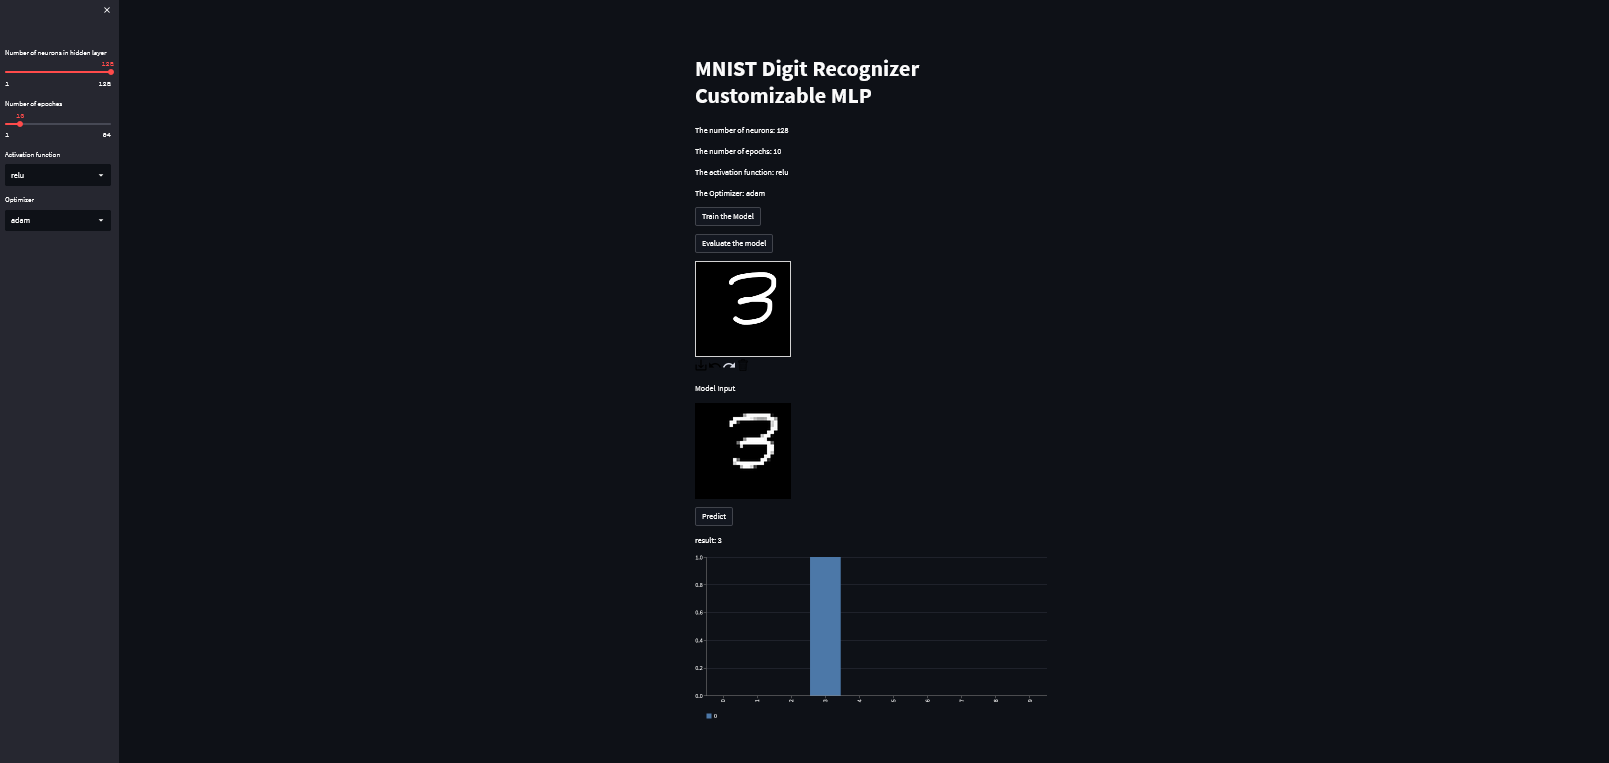 Number of neurons in hidden layer
128
1 128
Number of epoches
10
1 64
Activation function
relu
Optimizer
adam
MNIST Digit Recognizer
Customizable MLP
The number of neurons: 128
The number of epochs: 10
The activation function: relu
The Optimizer: adam
Train the Model
Evaluate the model
3
Model Input
3
Predict
result: 3
1.0
0.8
0.6
0.4
0.2
0.0
0 1 2 3 4 5 6 7 8 9
0